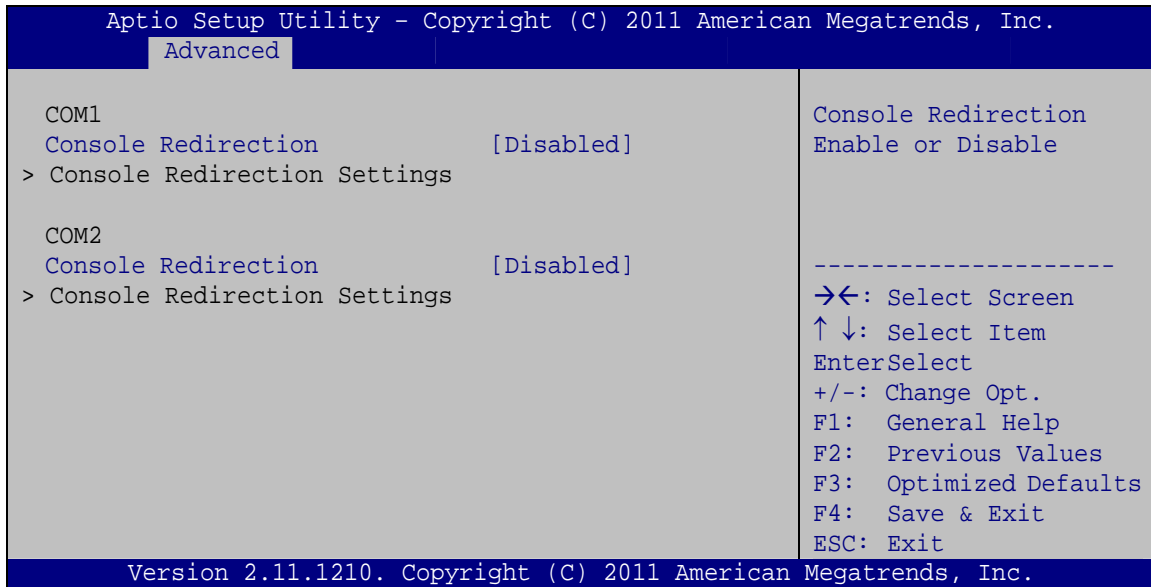 Aptio Setup Utility – Copyright (C) 2011 American Megatrends, Inc.
Advanced
COM1
Console Redirection [Disabled]
> Console Redirection Settings
COM2
Console Redirection [Disabled]
> Console Redirection Settings
Console Redirection
Enable or Disable
---------------------
→←: Select Screen
↑ ↓: Select Item
EnterSelect
+/-: Change Opt.
F1: General Help
F2: Previous Values
F3: Optimized Defaults
F4: Save & Exit
ESC: Exit
Version 2.11.1210. Copyright (C) 2011 American Megatrends, Inc.